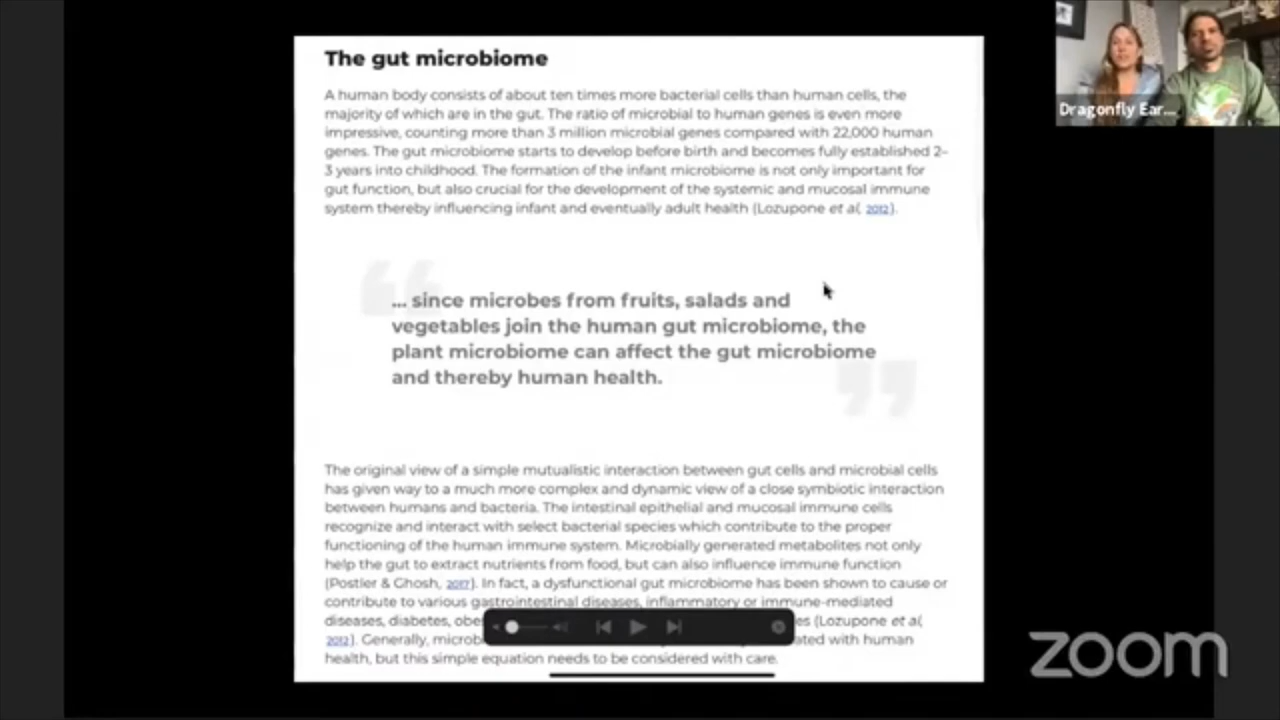 The gut microbiome
A human body consists of about ten times more bacterial cells than human cells, the
majority of which are in the gut. The ratio of microbial to human genes is even more
impressive, counting more than 3 million microbial genes compared with 22,000 human
genes. The gut microbiome starts to develop before birth and becomes fully established 2–
3 years into childhood. The formation of the infant microbiome is not only important for
gut function, but also crucial for the development of the systemic and mucosal immune
system thereby influencing infant and eventually adult health (Lozupone et al, 2012).
... since microbes from fruits, salads and
vegetables join the human gut microbiome, the
plant microbiome can affect the gut microbiome
and thereby human health.
The original view of a simple mutualistic interaction between gut cells and microbial cells
has given way to a much more complex and dynamic view of a close symbiotic interaction
between humans and bacteria. The intestinal epithelial and mucosal immune cells
recognize and interact with select bacterial species which contribute to the proper
functioning of the human immune system. Microbially generated metabolites not only
help the gut to extract nutrients from food, but can also influence immune function
(Postler & Ghosh, 2017). In fact, a dysfunctional gut microbiome has been shown to cause or
contribute to various gastrointestinal diseases, inflammatory or immune-mediated
diseases, diabetes, (Lozupone et al,
2012). Generally, with human
health, but this simple equation needs to be considered with care.
Dragonfly Ear...
zoom